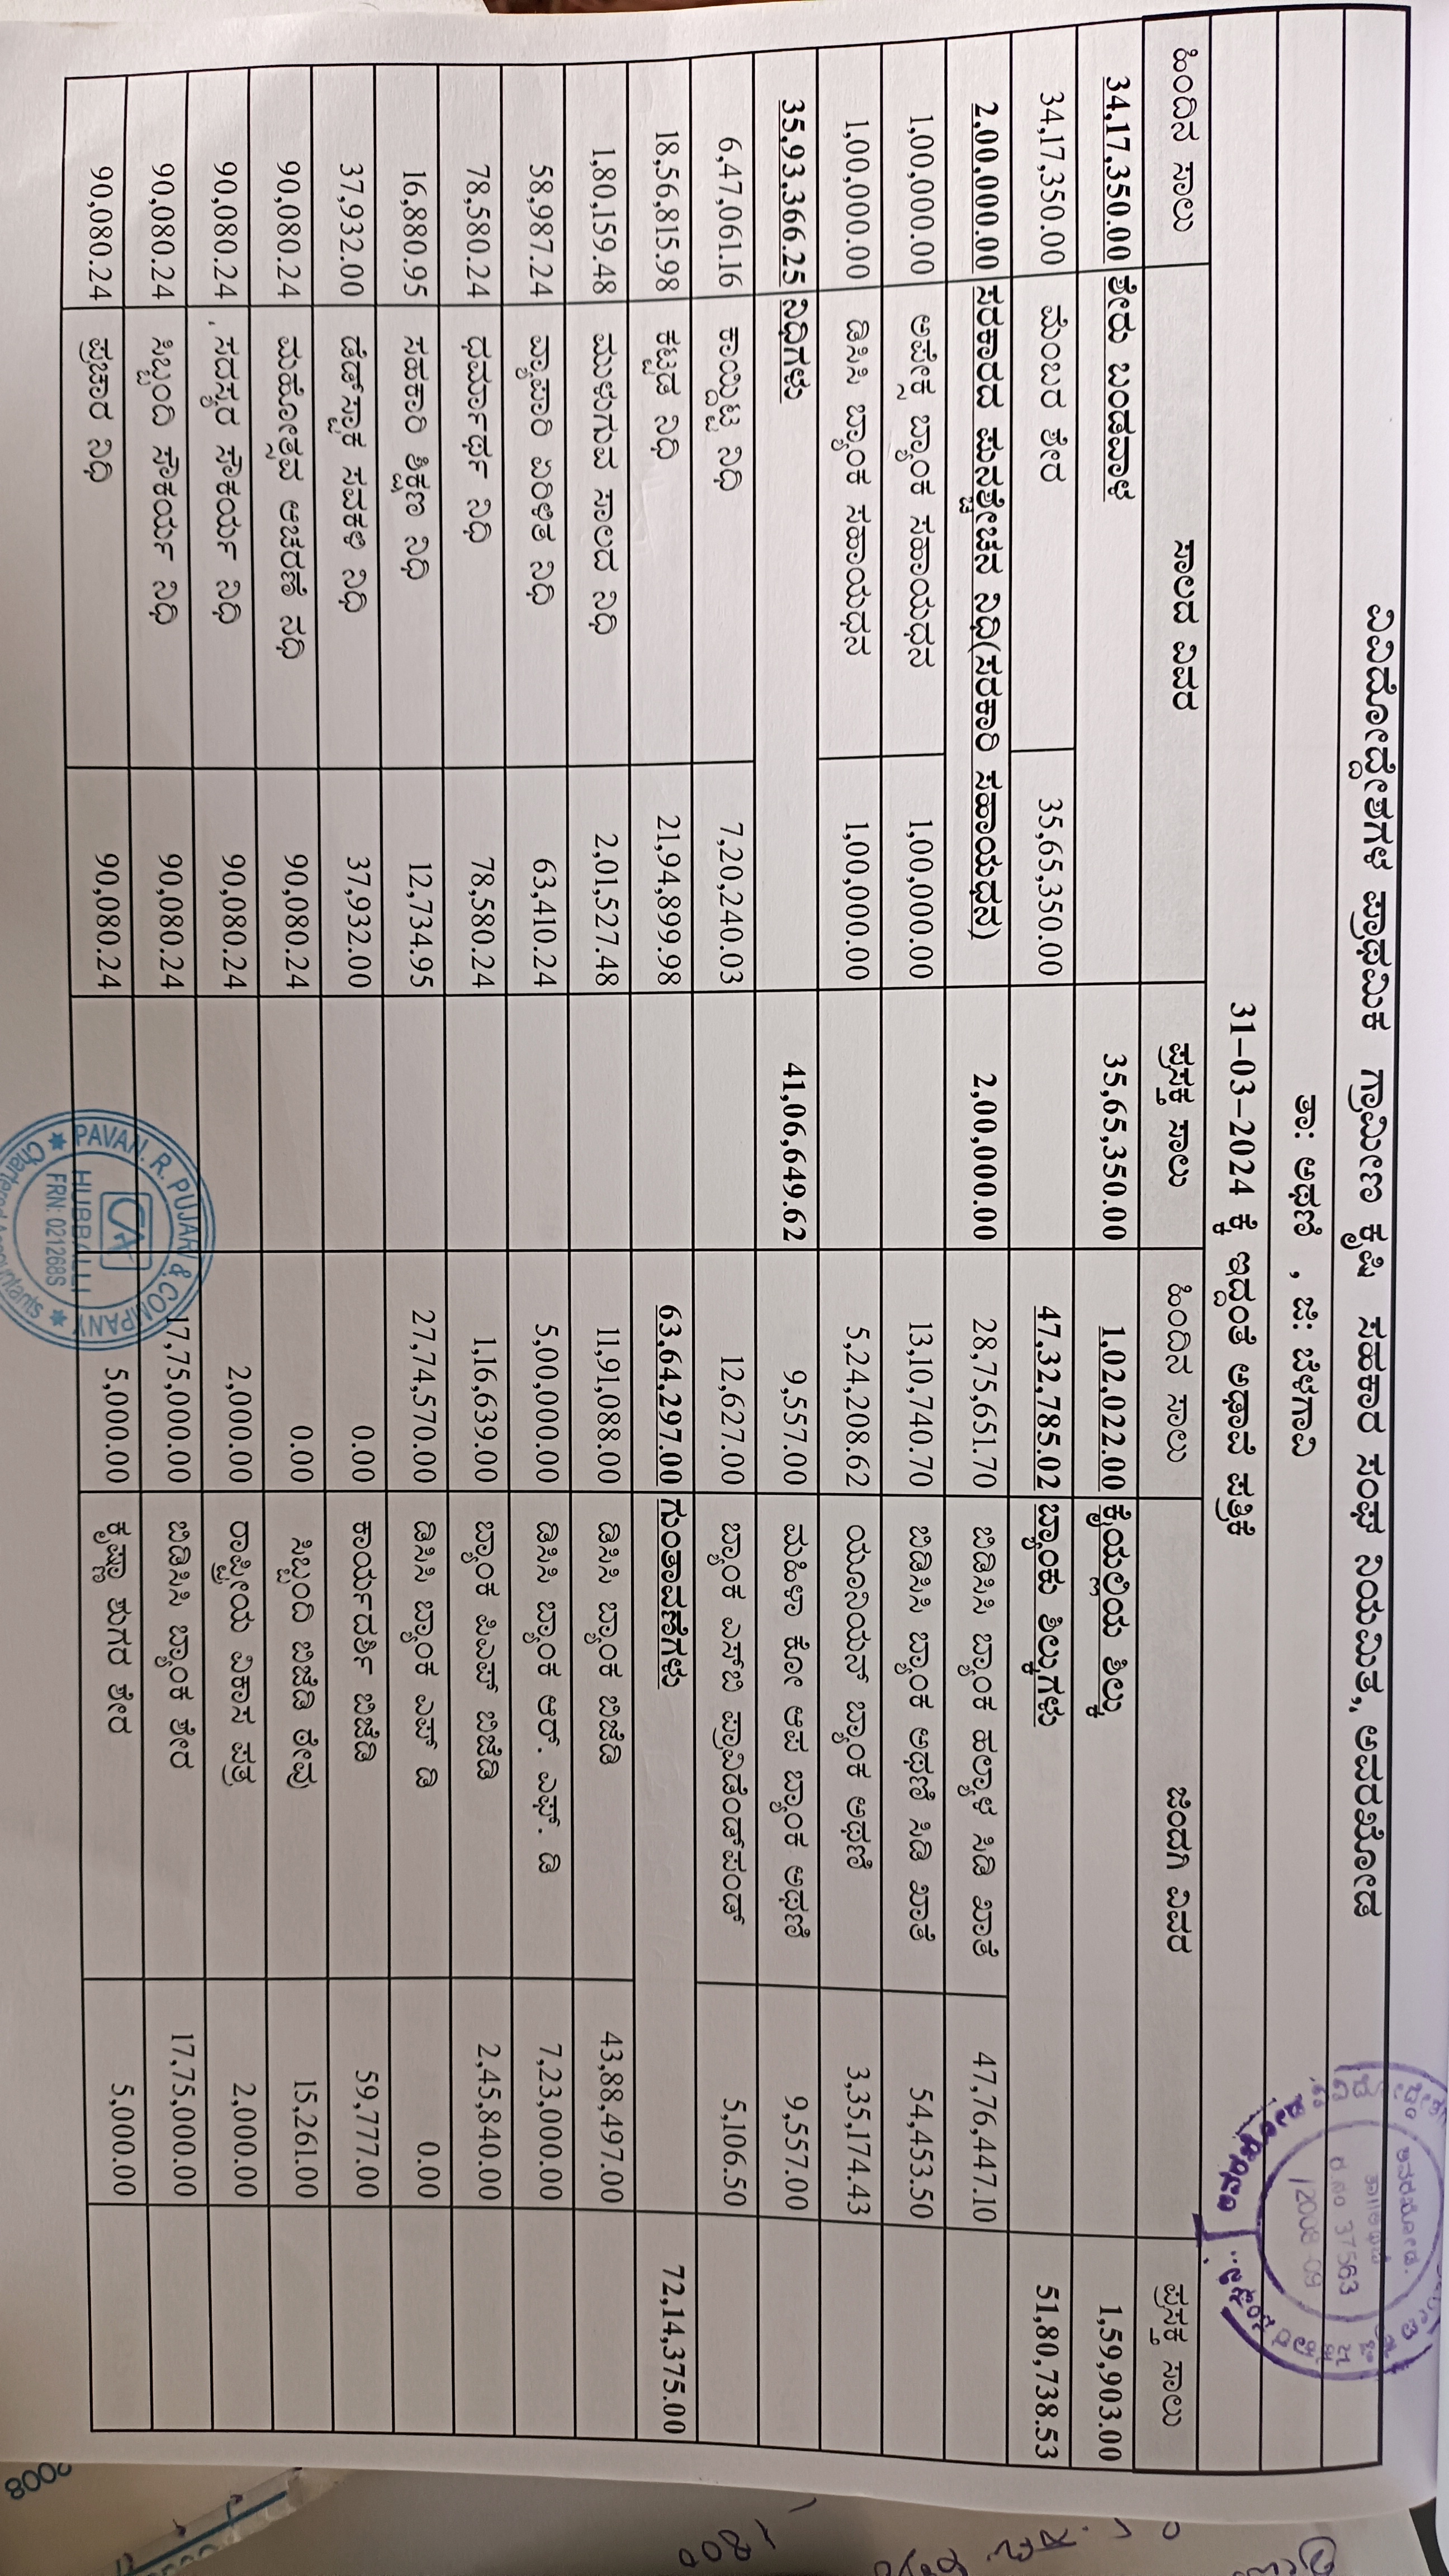 ವಿವಿದೋದ್ದೇಶಗಳ ಪ್ರಾಥಮಿಕ ಗ್ರಾಮೀಣ ಕೃಷಿ ಸಹಕಾರ ಸಂಘ ನಿಯಮಿತ,. ಅವರಖೋಡ
ತಾ: ಅಥಣಿ , ಜಿ: ಬೆಳಗಾವಿ
31-03-2024 ಕ್ಕೆ ಇದ್ದಂತೆ ಅಢಾವೆ ಪತ್ರಿಕೆ
ಹಿಂದಿನ ಸಾಲು ಸಾಲದ ವಿವರ ಪ್ರಸಕ್ತ ಸಾಲು ಹಿಂದಿನ ಸಾಲು ಜಿಂದಗಿ ವಿವರ ಪ್ರಸಕ್ತ ಸಾಲು
34,17,350.00 ಶೇರು ಬಂಡವಾಳ 35,65,350.00 1,02,022.00 ಕೈಯಲ್ಲಿಯ ಶಿಲ್ಕು 1,59,903.00
34,17,350.00 ಮೆಂಬರ ಶೇರ 35,65,350.00 47,32,785.02 ಬ್ಯಾಂಕು ಶಿಲ್ಕುಗಳು 51,80,738.53
2,00,000.00 ಸರಕಾರದ ಪುನಶ್ಚೇಚನ ನಿಧಿ(ಸರಕಾರಿ ಸಹಾಯಧನ) 2,00,000.00 28,75,651.70 ಬಿಡಿಸಿಸಿ ಬ್ಯಾಂಕ ಹಲ್ಯಾಳ ಸಿಡಿ ಖಾತೆ 47,76,447.10
1,00,000.00 ಅಪೇಕ್ಸ ಬ್ಯಾಂಕ ಸಹಾಯಧನ 1,00,000.00 13,10,740.70 ಬಿಡಿಸಿಸಿ ಬ್ಯಾಂಕ ಅಥಣಿ ಸಿಡಿ ಖಾತೆ 54,453.50
1,00,000.00 ಡಿಸಿಸಿ ಬ್ಯಾಂಕ ಸಹಾಯಧನ 1,00,000.00 5,24,208.62 ಯೂನಿಯನ್ ಬ್ಯಾಂಕ ಅಥಣಿ 3,35,174.43
35,93,366.25 ನಿಧಿಗಳು 41,06,649.62 9,557.00 ಮಹಿಳಾ ಕೋ ಆಪ ಬ್ಯಾಂಕ ಅಥಣಿ 9,557.00
6,47,061.16 ಕಾಯ್ದಿಟ್ಟ ನಿಧಿ 7,20,240.03 12,627.00 ಬ್ಯಾಂಕ ಎಸ್‌ಬಿ ಪ್ರಾವಿಡೆಂಡ್‌ಪಂಡ್ 5,106.50
18,56,815.98 ಕಟ್ಟಡ ನಿಧಿ 21,94,899.98 63,64,297.00 ಗುಂತಾವಣೆಗಳು 72,14,375.00
1,80,159.48 ಮುಳುಗುವ ಸಾಲದ ನಿಧಿ 2,01,527.48 11,91,088.00 ಡಿಸಿಸಿ ಬ್ಯಾಂಕ ಬಿಜೆಡಿ 43,88,497.00
58,987.24 ವ್ಯಾಪಾರಿ ಏರಿಳಿತ ನಿಧಿ 63,410.24 5,00,000.00 ಡಿಸಿಸಿ ಬ್ಯಾಂಕ ಆರ್. ಎಫ್. ಡಿ 7,23,000.00
78,580.24 ಧರ್ಮಾರ್ಥ ನಿಧಿ 78,580.24 1,16,639.00 ಬ್ಯಾಂಕ ಪಿಎಪ್ ಬಿಜೆಡಿ 2,45,840.00
16,880.95 ಸಹಕಾರಿ ಶಿಕ್ಷಣ ನಿಧಿ 12,734.95 27,74,570.00 ಡಿಸಿಸಿ ಬ್ಯಾಂಕ ಎಪ್ ಡಿ 0.00
37,932.00 ಡೆಡ್‌ಸ್ಟಾಕ ಸವಕಳಿ ನಿಧಿ 37,932.00 0.00 ಕಾರ್ಯದರ್ಶಿ ಬಿಜೆಡಿ 59,777.00
90,080.24 ಮಹೋತ್ಸವ ಆಚರಣೆ ನಧಿ 90,080.24 0.00 ಸಿಬ್ಬಂದಿ ಬಿಜೆಡಿ ಠೇವು 15,261.00
90,080.24 ಸದಸ್ಯರ ಸೌಕರ್ಯ ನಿಧಿ 90,080.24 2,000.00 ರಾಷ್ಟ್ರೀಯ ವಿಕಾಸ ಪತ್ರ 2,000.00
90,080.24 ಸಿಬ್ಬಂದಿ ಸೌಕರ್ಯ ನಿಧಿ 90,080.24 17,75,000.00 ಬಿಡಿಸಿಸಿ ಬ್ಯಾಂಕ ಶೇರ 17,75,000.00
90,080.24 ಪ್ರಚಾರ ನಿಧಿ 90,080.24 5,000.00 ಕೃಷ್ಣಾ ಶುಗರ ಶೇರ 5,000.00
ಅವರಖೋಡ.
ತಾ||ಅಥಣಿ
ರ.ನಂ 37563
/2008-09
PAVAN. R. PUJARI & COMPANY
CA
HUBBALLI
FRN: 021268S
Chartered Accountants
1800
2008